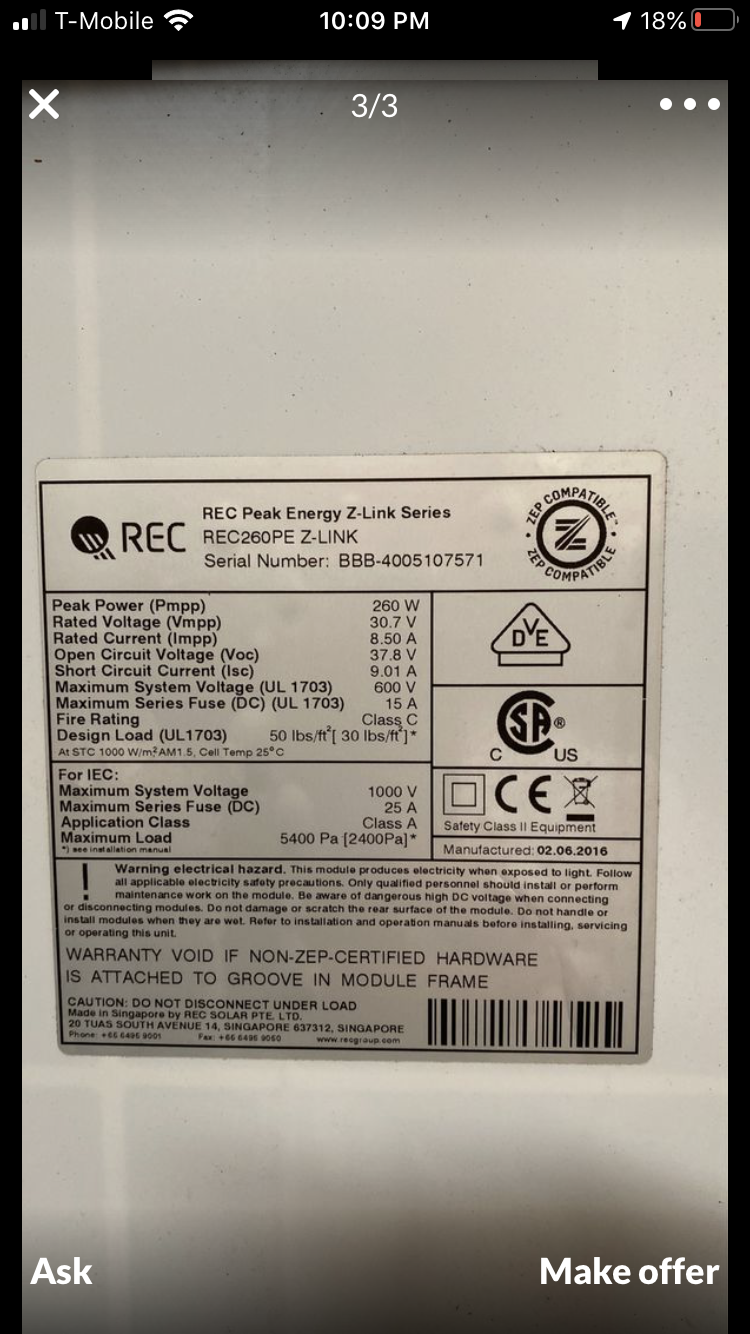 T-Mobile 10:09 PM 18%
3/3
REC
REC Peak Energy Z-Link Series
REC260PE Z-LINK
Serial Number: BBB-4005107571
ZEP COMPATIBLE™
Z
ZEP COMPATIBLE
Peak Power (Pmpp) 260 W
Rated Voltage (Vmpp) 30.7 V
Rated Current (Impp) 8.50 A
Open Circuit Voltage (Voc) 37.8 V
Short Circuit Current (Isc) 9.01 A
Maximum System Voltage (UL 1703) 600 V
Maximum Series Fuse (DC) (UL 1703) 15 A
Fire Rating Class C
Design Load (UL1703) 50 lbs/ft²[ 30 lbs/ft²]*
At STC 1000 W/m², AM1.5, Cell Temp 25°C
DVE
SA®
C US
For IEC:
Maximum System Voltage 1000 V
Maximum Series Fuse (DC) 25 A
Application Class Class A
Maximum Load 5400 Pa [2400Pa]*
*) see installation manual
CE
Safety Class II Equipment
Manufactured: 02.06.2016
! Warning electrical hazard. This module produces electricity when exposed to light. Follow
all applicable electricity safety precautions. Only qualified personnel should install or perform
maintenance work on the module. Be aware of dangerous high DC voltage when connecting
or disconnecting modules. Do not damage or scratch the rear surface of the module. Do not handle or
install modules when they are wet. Refer to installation and operation manuals before installing, servicing
or operating this unit.
WARRANTY VOID IF NON-ZEP-CERTIFIED HARDWARE
IS ATTACHED TO GROOVE IN MODULE FRAME
CAUTION: DO NOT DISCONNECT UNDER LOAD
Made in Singapore by REC SOLAR PTE. LTD.
20 TUAS SOUTH AVENUE 14, SINGAPORE 637312, SINGAPORE
Phone: +65 6495 9001 Fax: +65 6495 9060 www.recgroup.com
Ask Make offer